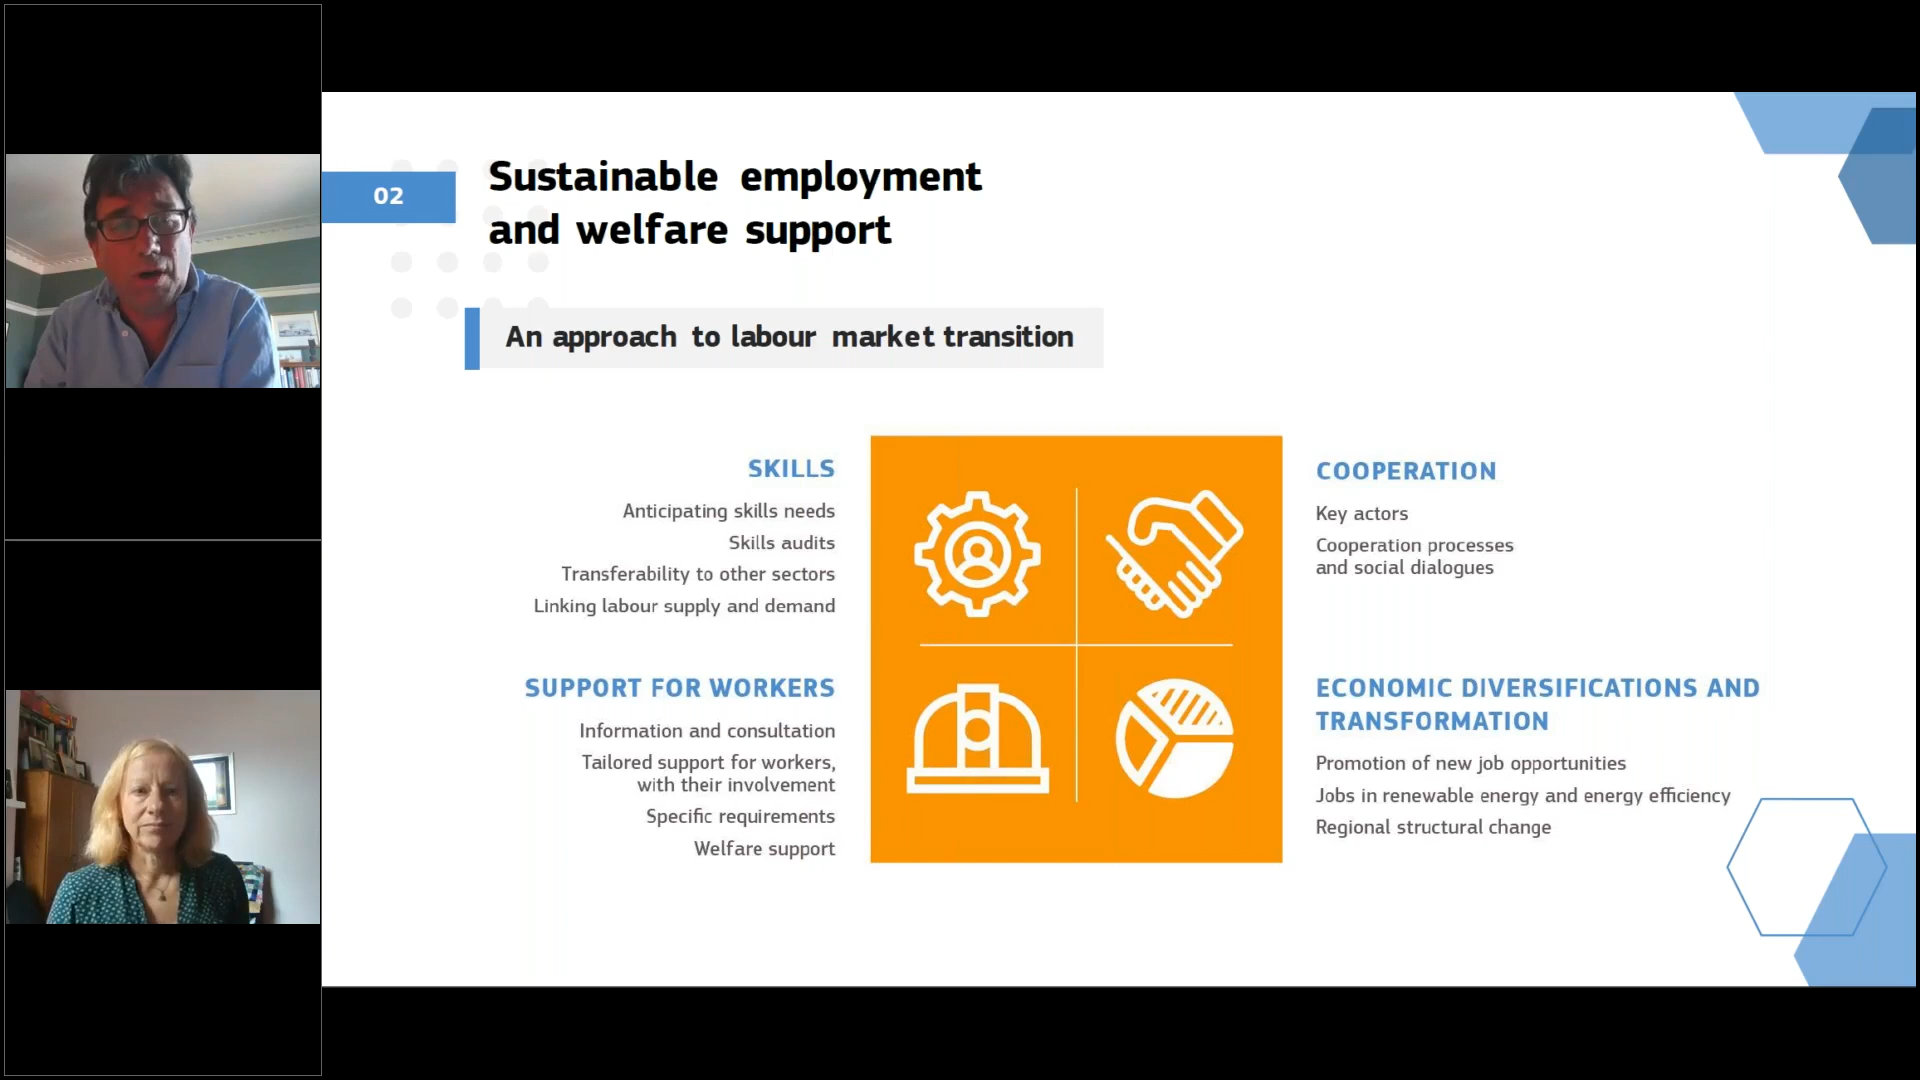 02
Sustainable employment
and welfare support
An approach to labour market transition
SKILLS
Anticipating skills needs
Skills audits
Transferability to other sectors
Linking labour supply and demand
SUPPORT FOR WORKERS
Information and consultation
Tailored support for workers,
with their involvement
Specific requirements
Welfare support
COOPERATION
Key actors
Cooperation processes
and social dialogues
ECONOMIC DIVERSIFICATIONS AND
TRANSFORMATION
Promotion of new job opportunities
Jobs in renewable energy and energy efficiency
Regional structural change